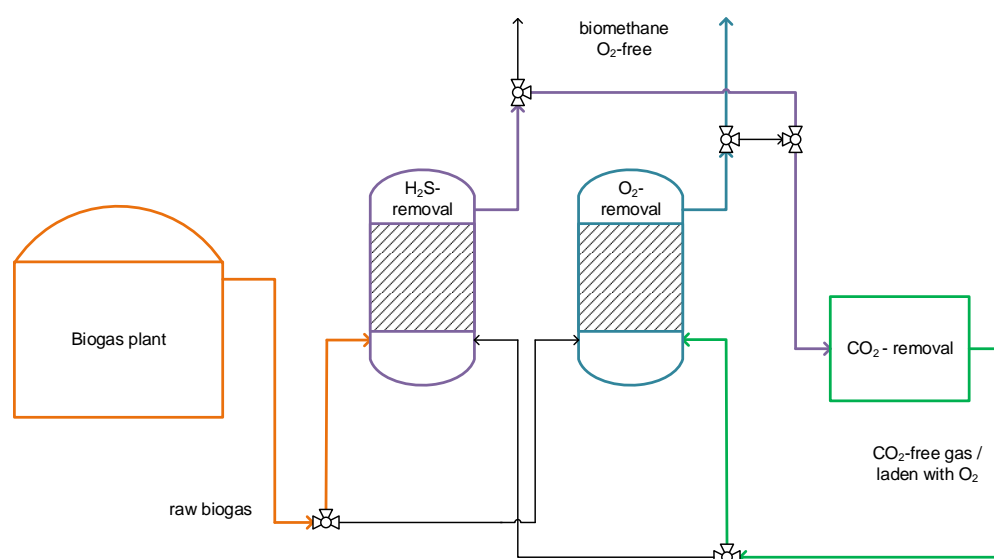 biomethane
O₂-free
H₂S-
removal
O₂-
removal
Biogas plant
CO₂ - removal
CO₂-free gas /
laden with O₂
raw biogas